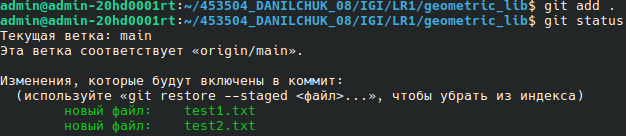 admin@admin-20hd0001rt:~/453504_DANILCHUK_08/IGI/LR1/geometric_lib$ git add .
admin@admin-20hd0001rt:~/453504_DANILCHUK_08/IGI/LR1/geometric_lib$ git status
Текущая ветка: main
Эта ветка соответствует «origin/main».
Изменения, которые будут включены в коммит:
(используйте «git restore --staged <файл>...», чтобы убрать из индекса)
новый файл: test1.txt
новый файл: test2.txt